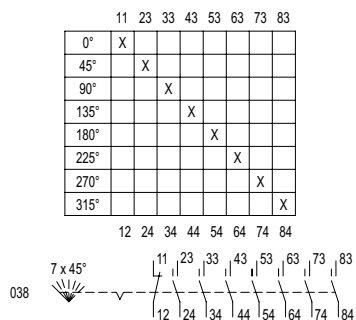 11 23 33 43 53 63 73 83
0° X
45° X
90° X
135° X
180° X
225° X
270° X
315° X
12 24 34 44 54 64 74 84
7 x 45°
11 23 33 43 53 63 73 83
038
12 24 34 44 54 64 74 84